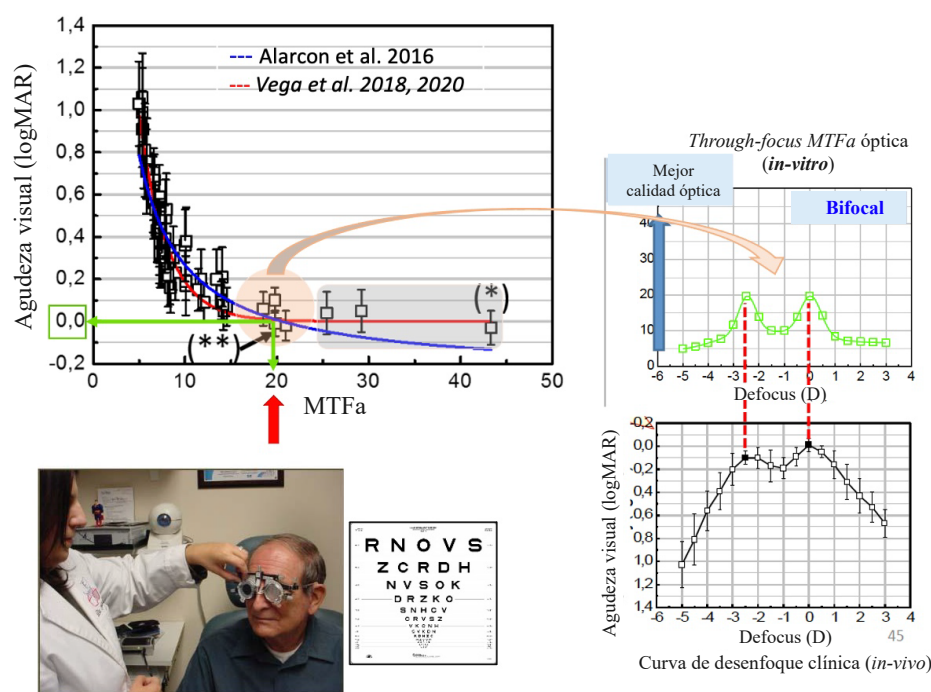 1,4
1,2
1,0
0,8
0,6
0,4
0,2
0,0
-0,2
Agudeza visual (logMAR)
--- Alarcon et al. 2016
--- Vega et al. 2018, 2020
(*)
(**)
0
10
20
30
40
50
MTFa
Through-focus MTFa óptica
(in-vitro)
Mejor
calidad óptica
Bifocal
20
10
0
-6
-5
-4
-3
-2
-1
0
1
2
3
4
Defocus (D)
Agudeza visual (logMAR)
0,2
0,0
0,2
0,4
0,6
0,8
1,0
1,2
1,4
-6
-5
-4
-3
-2
-1
0
1
2
3
4
Defocus (D)
45
Curva de desenfoque clínica (in-vivo)
R N O V S
Z C R D H
N V S O K
D R Z K O
S N H C V
C R V S Z